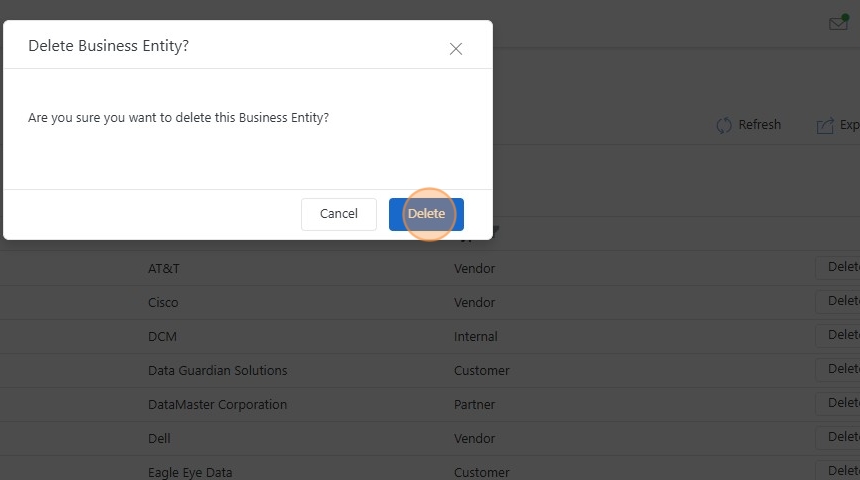 Delete Business Entity?
Are you sure you want to delete this Business Entity?
Refresh Exp
Cancel Delete
AT&T Vendor Delet
Cisco Vendor Delet
DCM Internal Delet
Data Guardian Solutions Customer Delet
DataMaster Corporation Partner Delet
Dell Vendor Delet
Eagle Eye Data Customer Delet